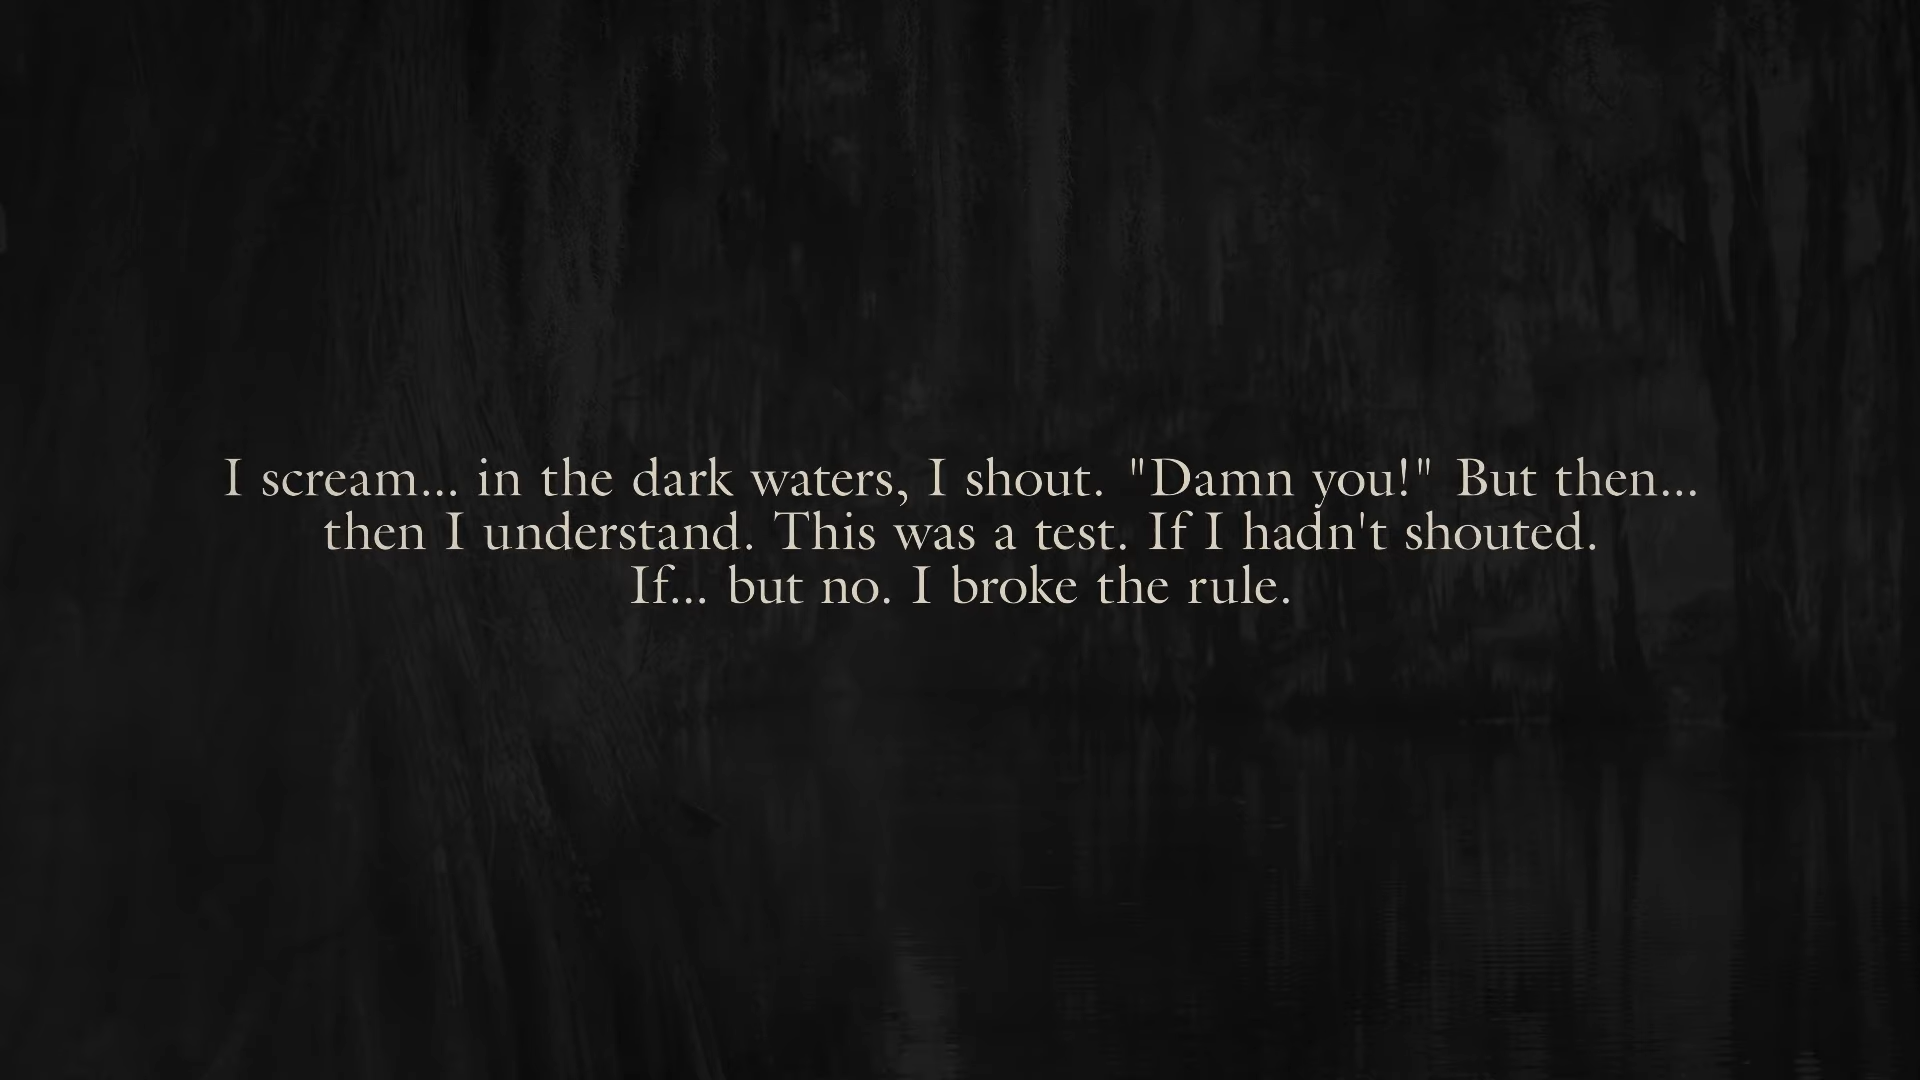 I scream... in the dark waters, I shout. "Damn you!" But then...
then I understand. This was a test. If I hadn't shouted.
If... but no. I broke the rule.